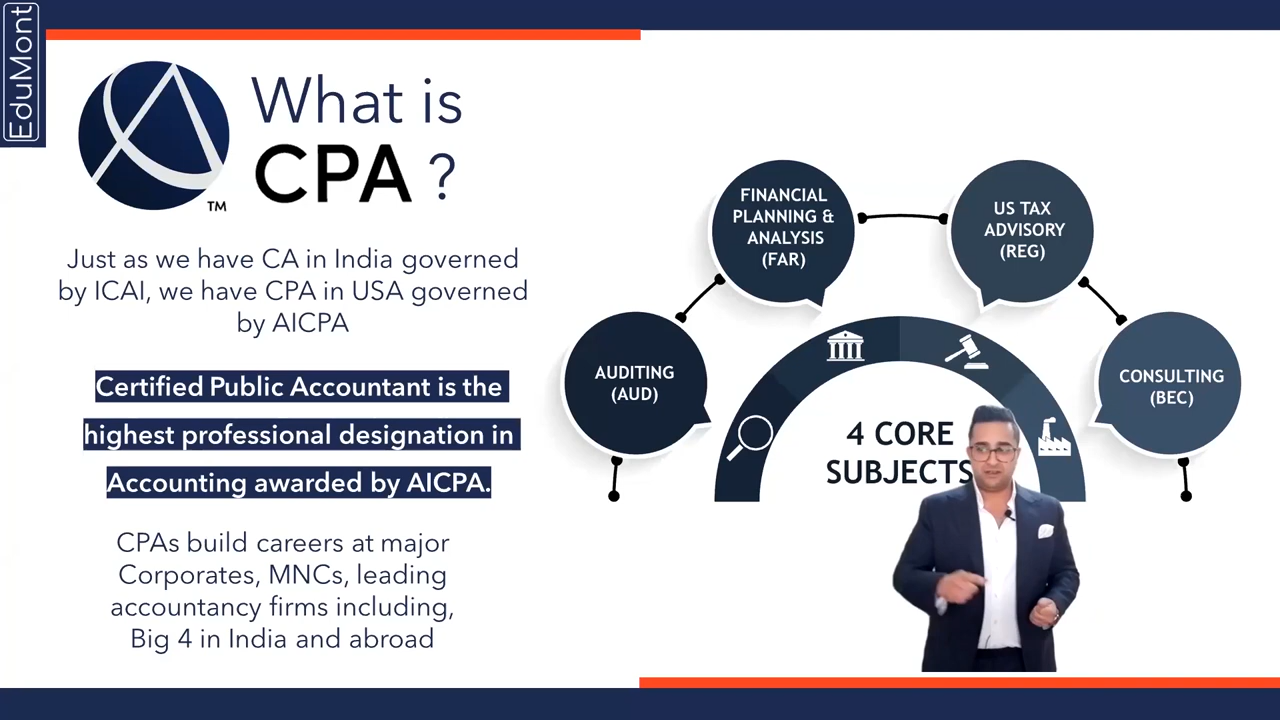 EduMont
What is
CPA ?
TM
Just as we have CA in India governed
by ICAI, we have CPA in USA governed
by AICPA
Certified Public Accountant is the
highest professional designation in
Accounting awarded by AICPA.
CPAs build careers at major
Corporates, MNCs, leading
accountancy firms including,
Big 4 in India and abroad
FINANCIAL
PLANNING &
ANALYSIS
(FAR)
US TAX
ADVISORY
(REG)
AUDITING
(AUD)
CONSULTING
(BEC)
4 CORE
SUBJECTS